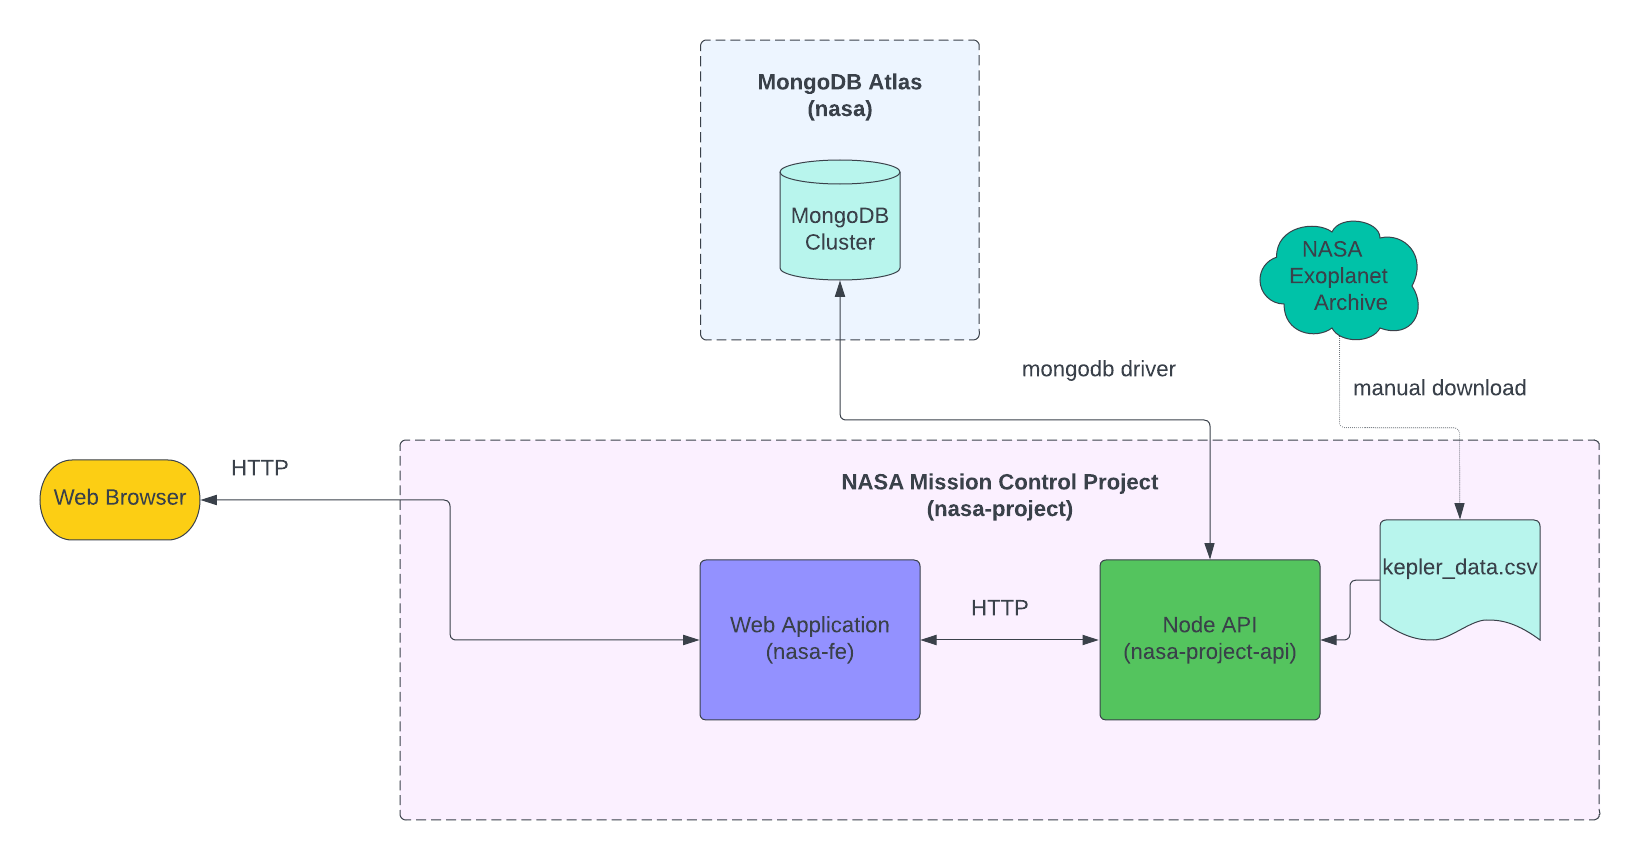 MongoDB Atlas
(nasa)
MongoDB
Cluster
NASA
Exoplanet
Archive
mongodb driver
manual download
HTTP
Web Browser
NASA Mission Control Project
(nasa-project)
kepler_data.csv
HTTP
Web Application
(nasa-fe)
Node API
(nasa-project-api)